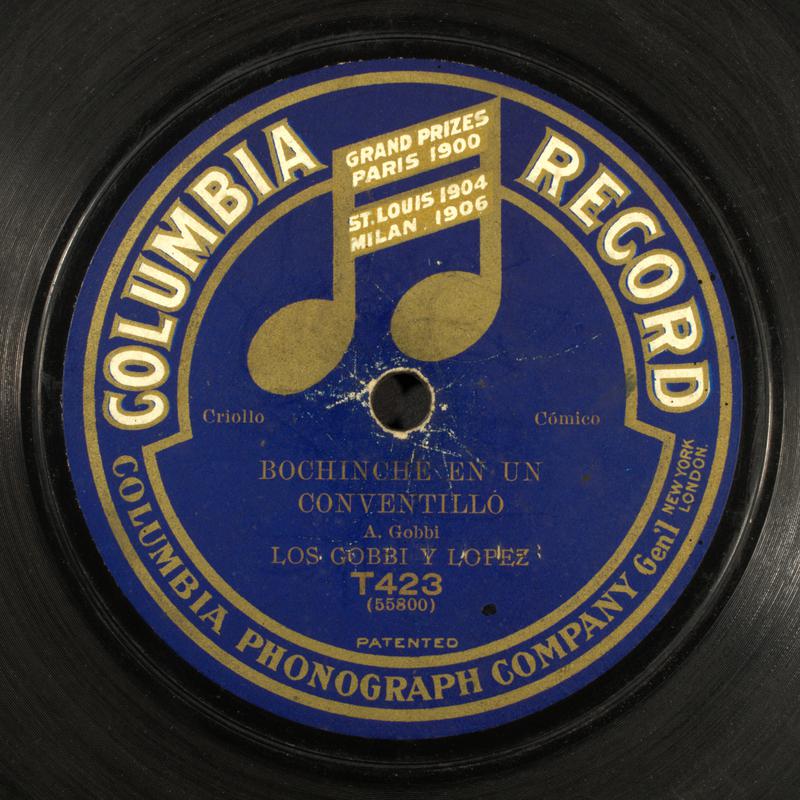 COLUMBIA RECORD
GRAND PRIZES
PARIS 1900
ST. LOUIS 1904
MILAN. 1906
Criollo
Cómico
BOCHINCHE EN UN
CONVENTILLO
A. Gobbi
LOS GOBBI Y LOPEZ
T423
(55800)
PATENTED
COLUMBIA PHONOGRAPH COMPANY Gen'l
NEW YORK
LONDON.